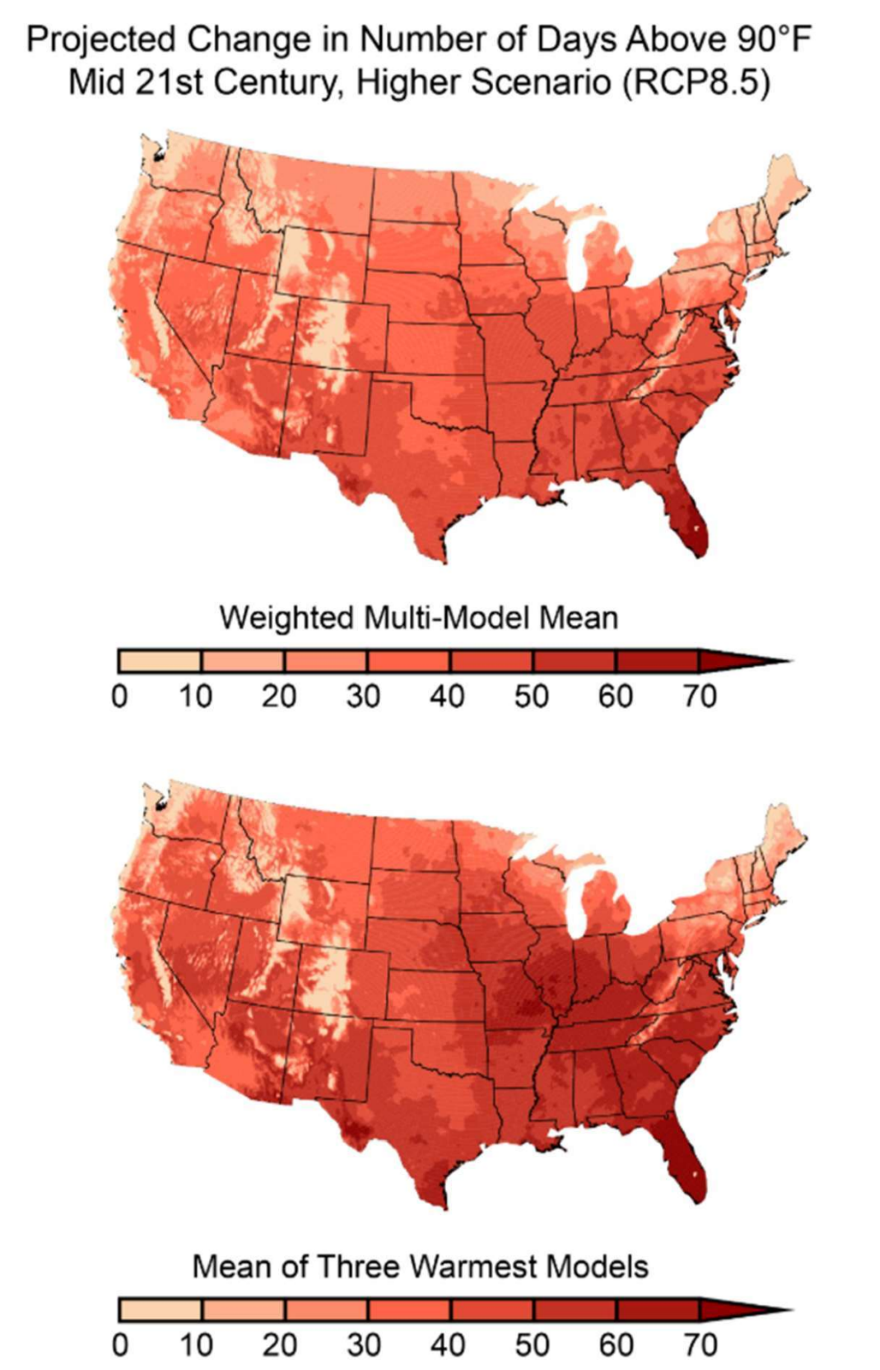 Projected Change in Number of Days Above 90°F
Mid 21st Century, Higher Scenario (RCP8.5)
Weighted Multi-Model Mean
0 10 20 30 40 50 60 70
Mean of Three Warmest Models
0 10 20 30 40 50 60 70